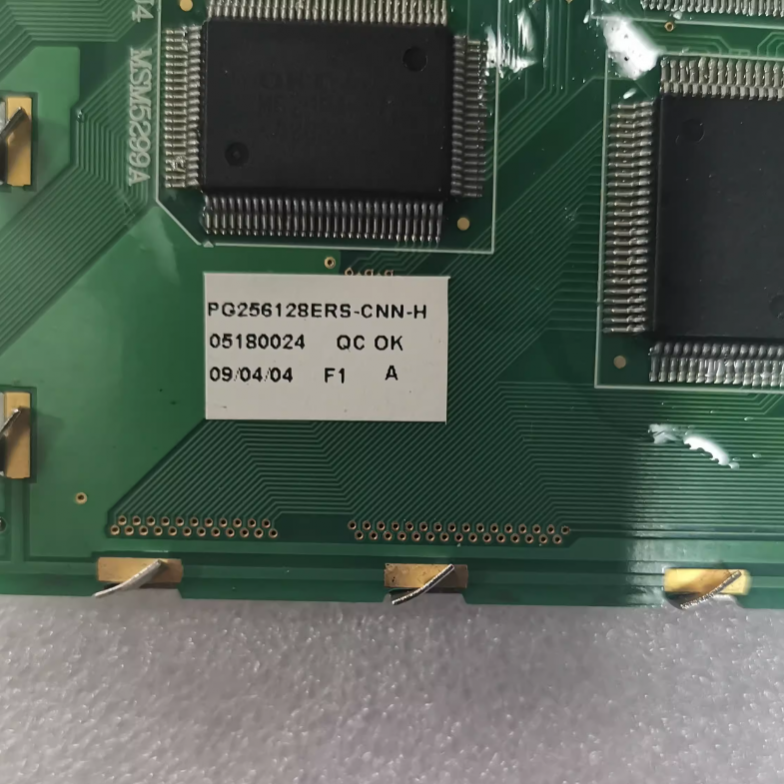 MSM5299A
PG256128ERS-CNN-H
05180024 QC OK
09/04/04 F1 A